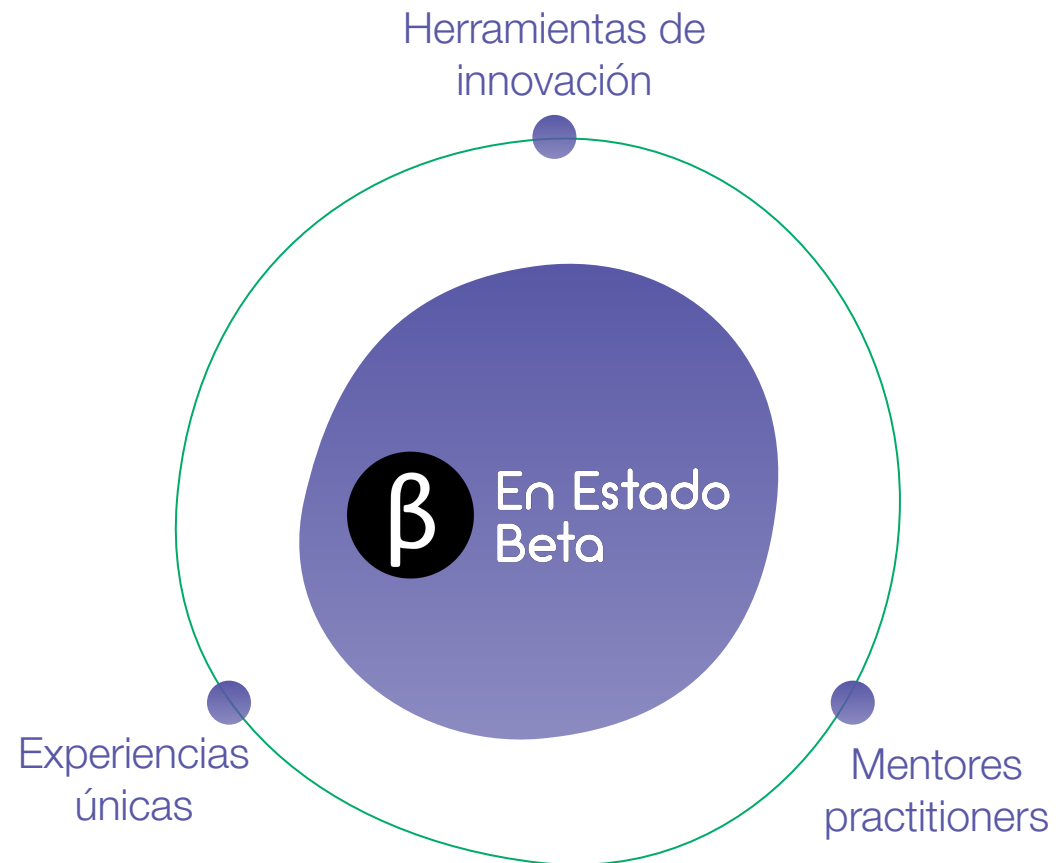 Herramientas de
innovación
β
En Estado
Beta
Experiencias
únicas
Mentores
practitioners